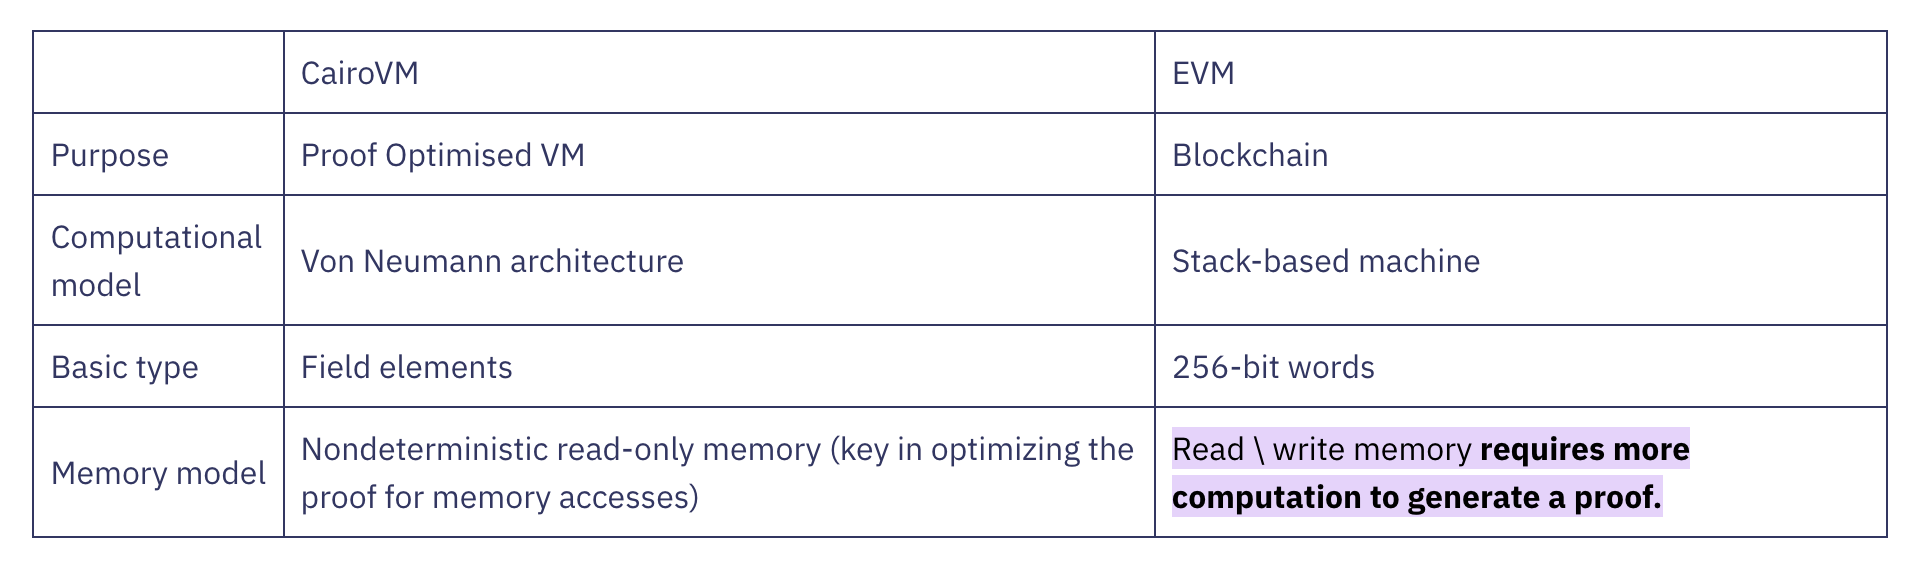 CairoVM
EVM
Purpose
Proof Optimised VM
Blockchain
Computational
model
Von Neumann architecture
Stack-based machine
Basic type
Field elements
256-bit words
Memory model
Nondeterministic read-only memory (key in optimizing the
proof for memory accesses)
Read \ write memory requires more
computation to generate a proof.